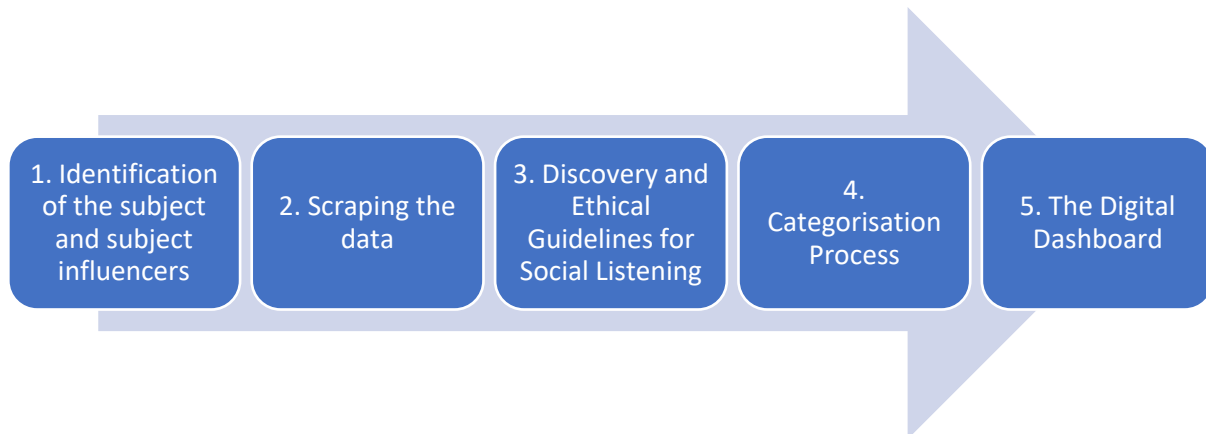 1. Identification
of the subject
and subject
influencers
2. Scraping the
data
3. Discovery and
Ethical
Guidelines for
Social Listening
4.
Categorisation
Process
5. The Digital
Dashboard